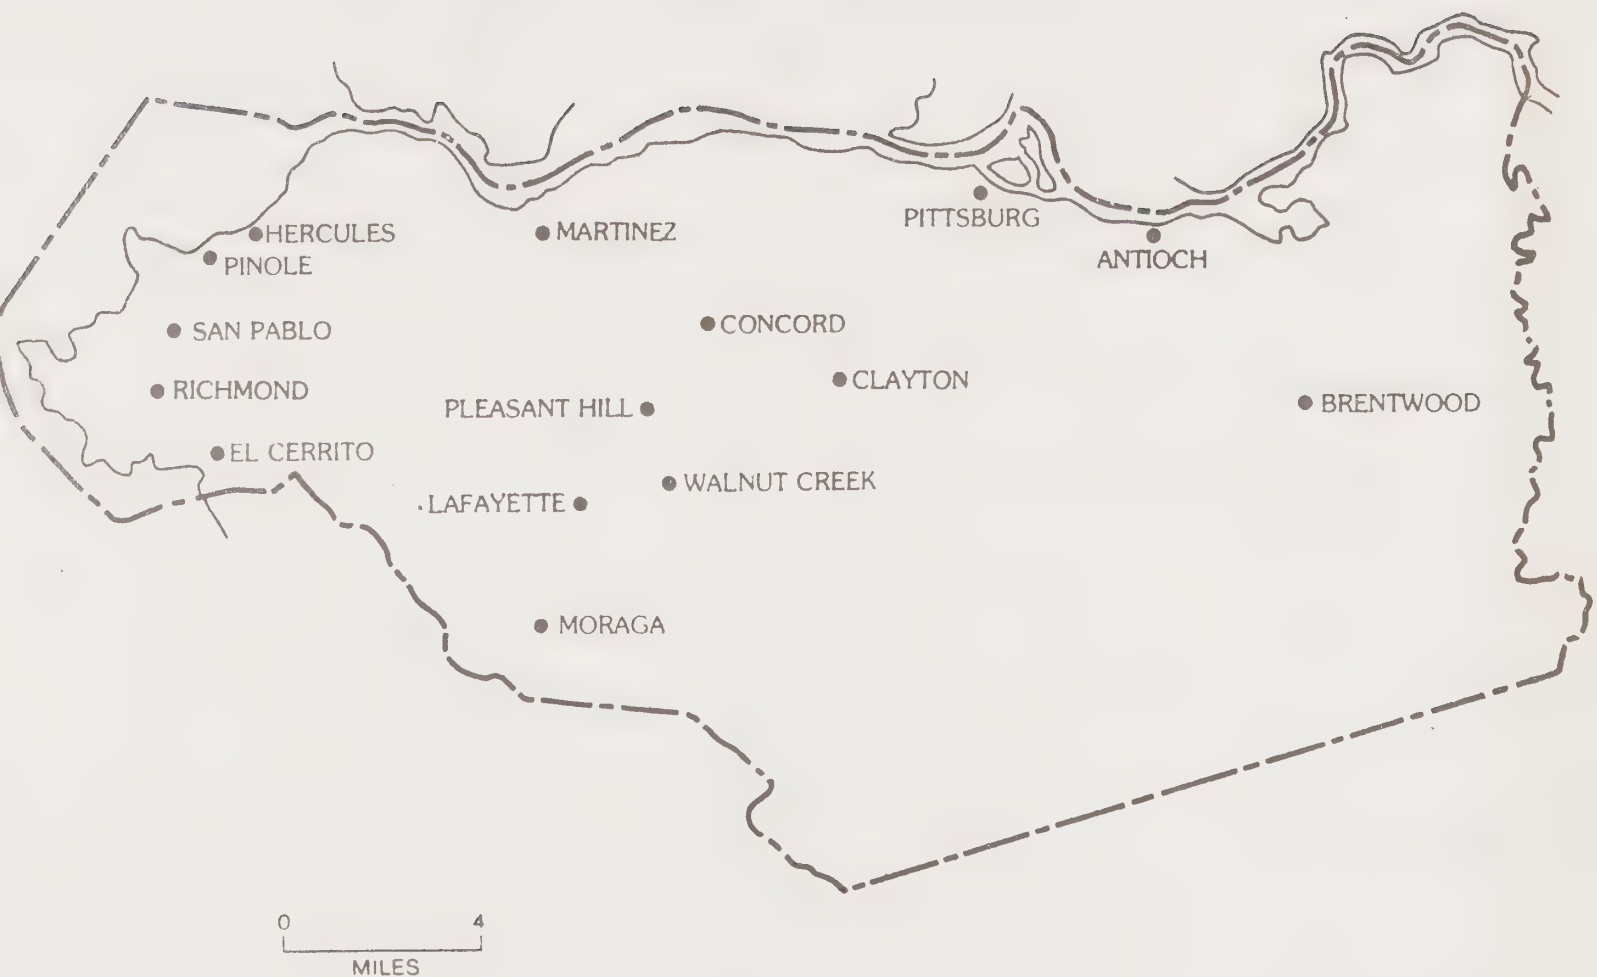 HERCULES
MARTINEZ
PITTSBURG
PINOLE
ANTIOCH
SAN PABLO
CONCORD
RICHMOND
CLAYTON
PLEASANT HILL
BRENTWOOD
EL CERRITO
WALNUT CREEK
LAFAYETTE
MORAGA
0 4
MILES